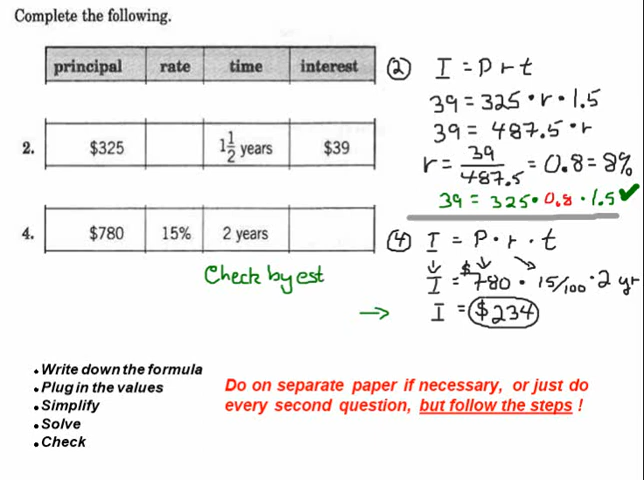 Complete the following.
principal rate time interest
2. $325 1 1/2 years $39
4. $780 15% 2 years
Check by est
② I = P r t
39 = 325 • r • 1.5
39 = 487.5 • r
r = 39/487.5 = 0.8 = 8%
39 = 325 • 0.8 • 1.5 ✓
④ I = P • r • t
↓ ↓ ↘
I = $780 • 15/100 • 2 yr
→ I = $234
• Write down the formula
• Plug in the values
• Simplify
• Solve
• Check
Do on separate paper if necessary, or just do
every second question, but follow the steps !